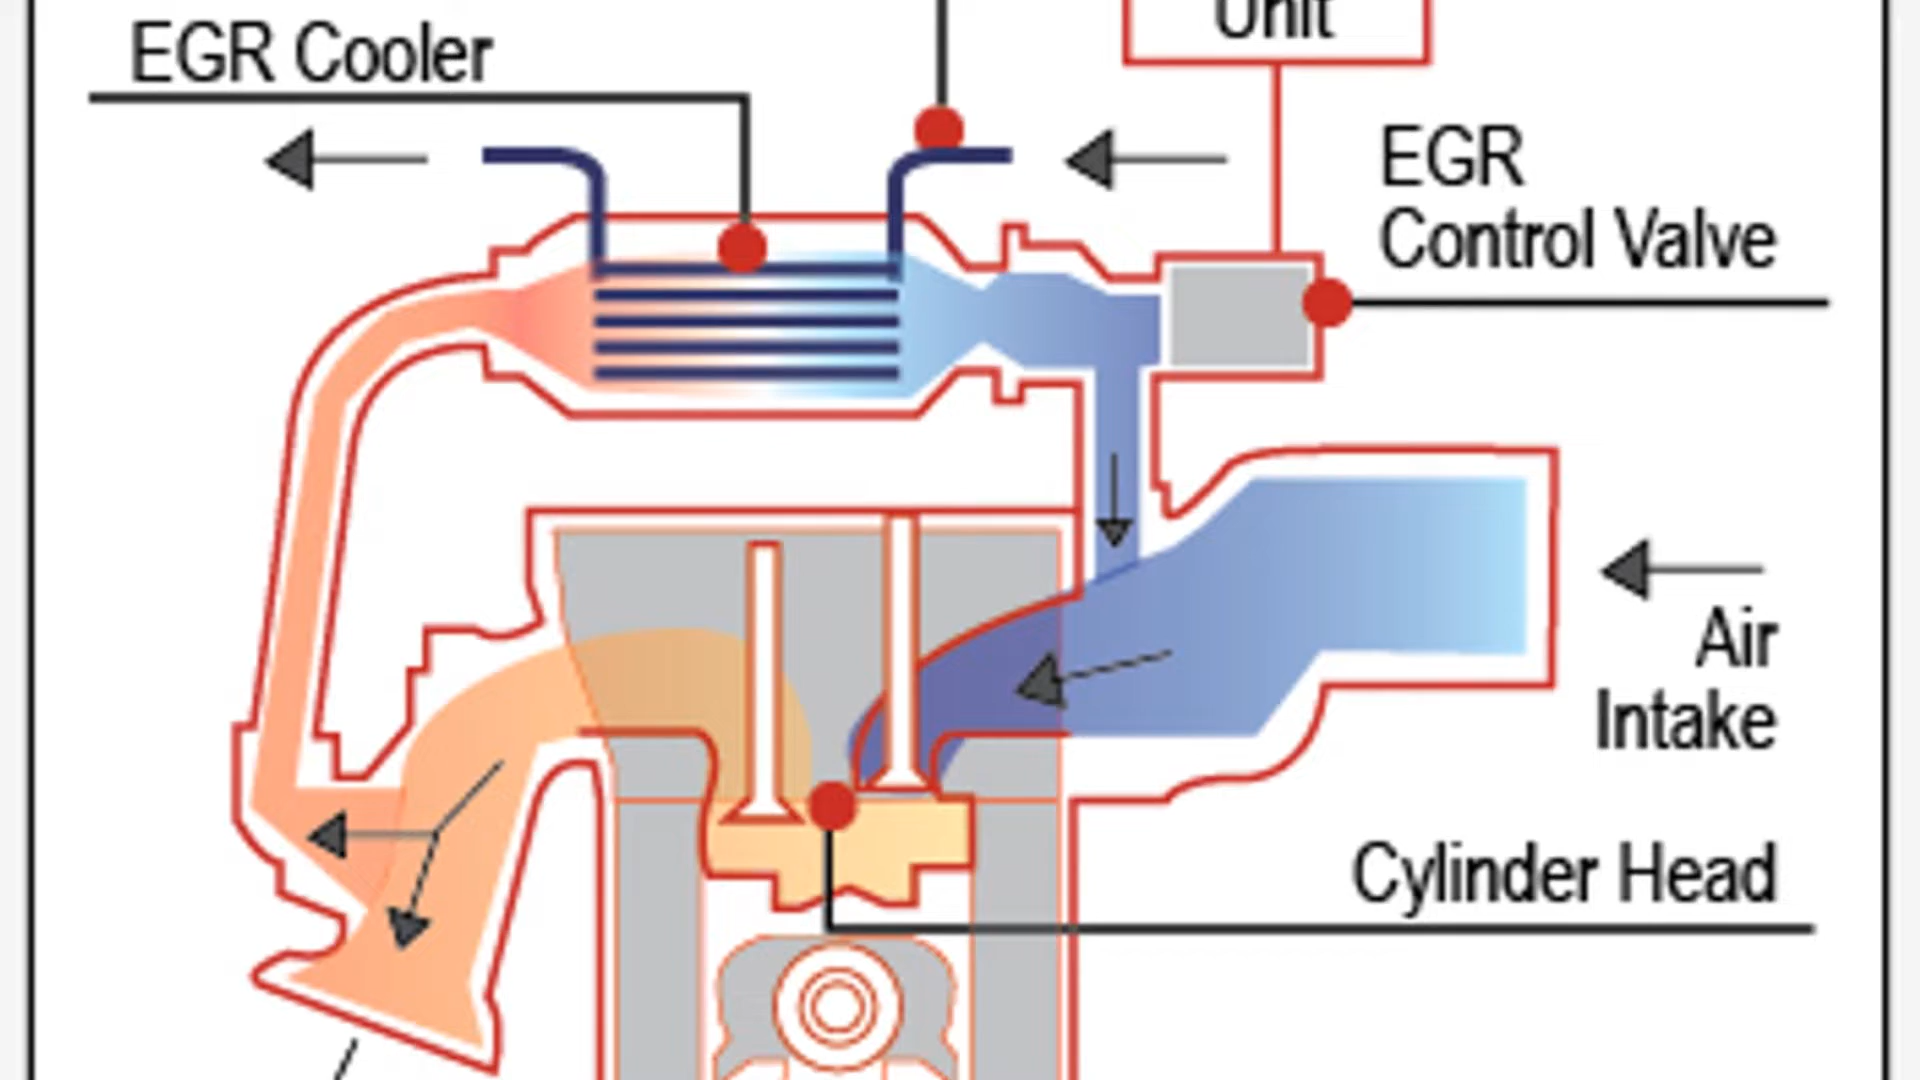 EGR Cooler
Unit
EGR
Control Valve
Air
Intake
Cylinder Head